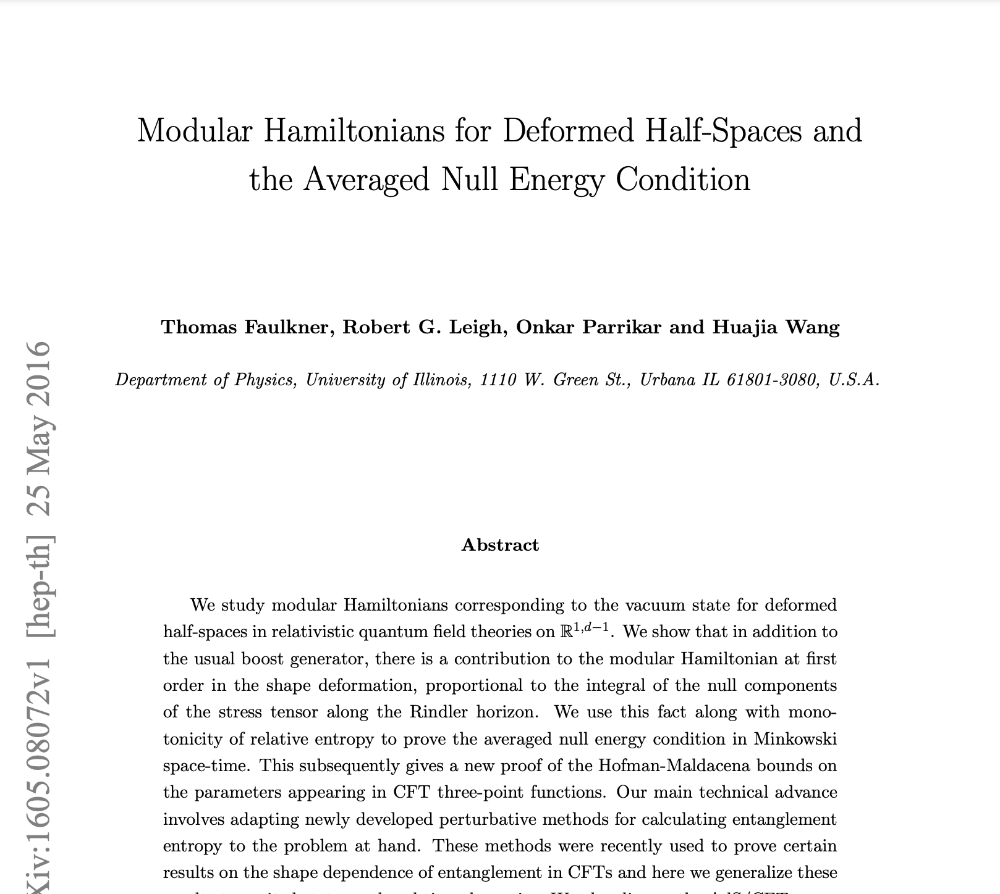 Modular Hamiltonians for Deformed Half-Spaces and
the Averaged Null Energy Condition
Thomas Faulkner, Robert G. Leigh, Onkar Parrikar and Huajia Wang
Department of Physics, University of Illinois, 1110 W. Green St., Urbana IL 61801-3080, U.S.A.
Xiv:1605.08072v1 [hep-th] 25 May 2016
Abstract
We study modular Hamiltonians corresponding to the vacuum state for deformed
half-spaces in relativistic quantum field theories on ℝ^{1,d−1}. We show that in addition to
the usual boost generator, there is a contribution to the modular Hamiltonian at first
order in the shape deformation, proportional to the integral of the null components
of the stress tensor along the Rindler horizon. We use this fact along with mono-
tonicity of relative entropy to prove the averaged null energy condition in Minkowski
space-time. This subsequently gives a new proof of the Hofman-Maldacena bounds on
the parameters appearing in CFT three-point functions. Our main technical advance
involves adapting newly developed perturbative methods for calculating entanglement
entropy to the problem at hand. These methods were recently used to prove certain
results on the shape dependence of entanglement in CFTs and here we generalize these